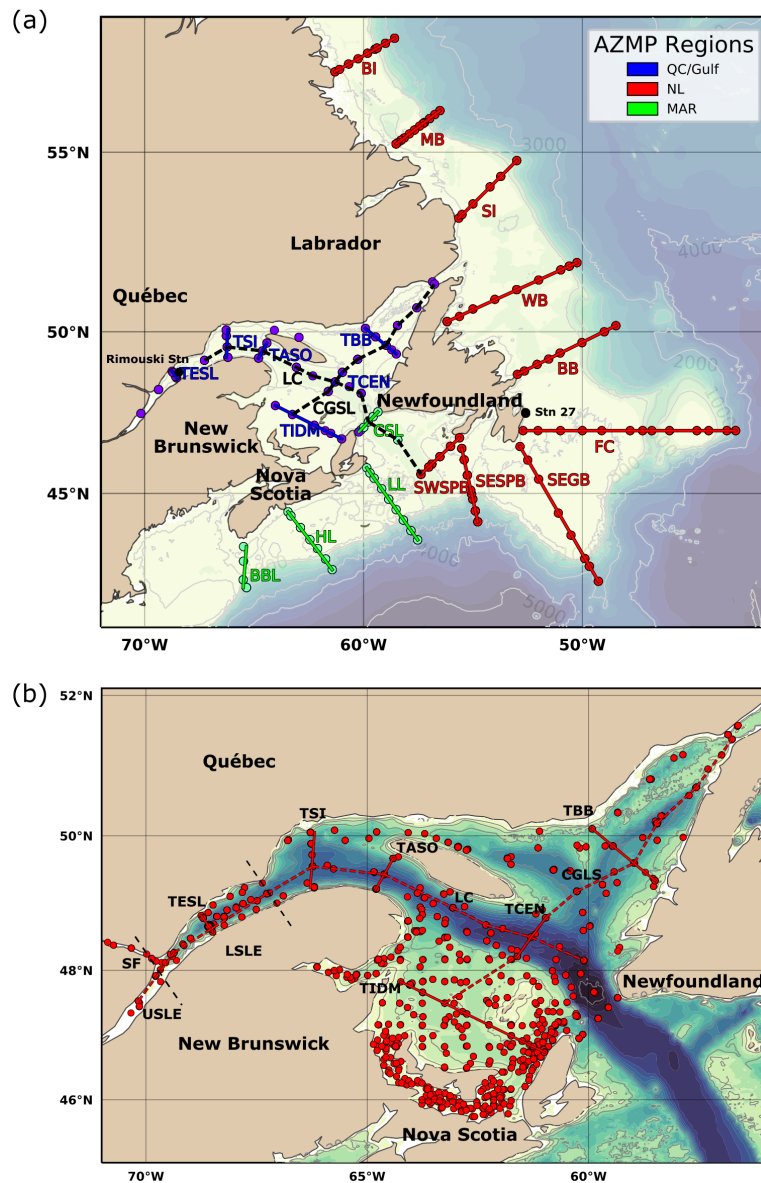 (a)
AZMP Regions
QC/Gulf
NL
MAR
BI
MB
3000
55°N
SI
4000
Labrador
Québec
WB
50°N
TSI
TBB
2000
Rimouski Stn
TASO
BB
TESL
LC
TCEN
1000
Newfoundland
Stn 27
CGSL
New
Brunswick
TIDM
CSL
FC
Nova
Scotia
LL
SWSPB
SESPB
SEGB
45°N
HL
BBL
5000
70°W
60°W
50°W
(b)
52°N
Québec
TSI
TBB
50°N
TASO
CGLS
TESL
LC
TCEN
LSLE
SF
48°N
TIDM
Newfoundland
USLE
New Brunswick
46°N
Nova Scotia
70°W
65°W
60°W